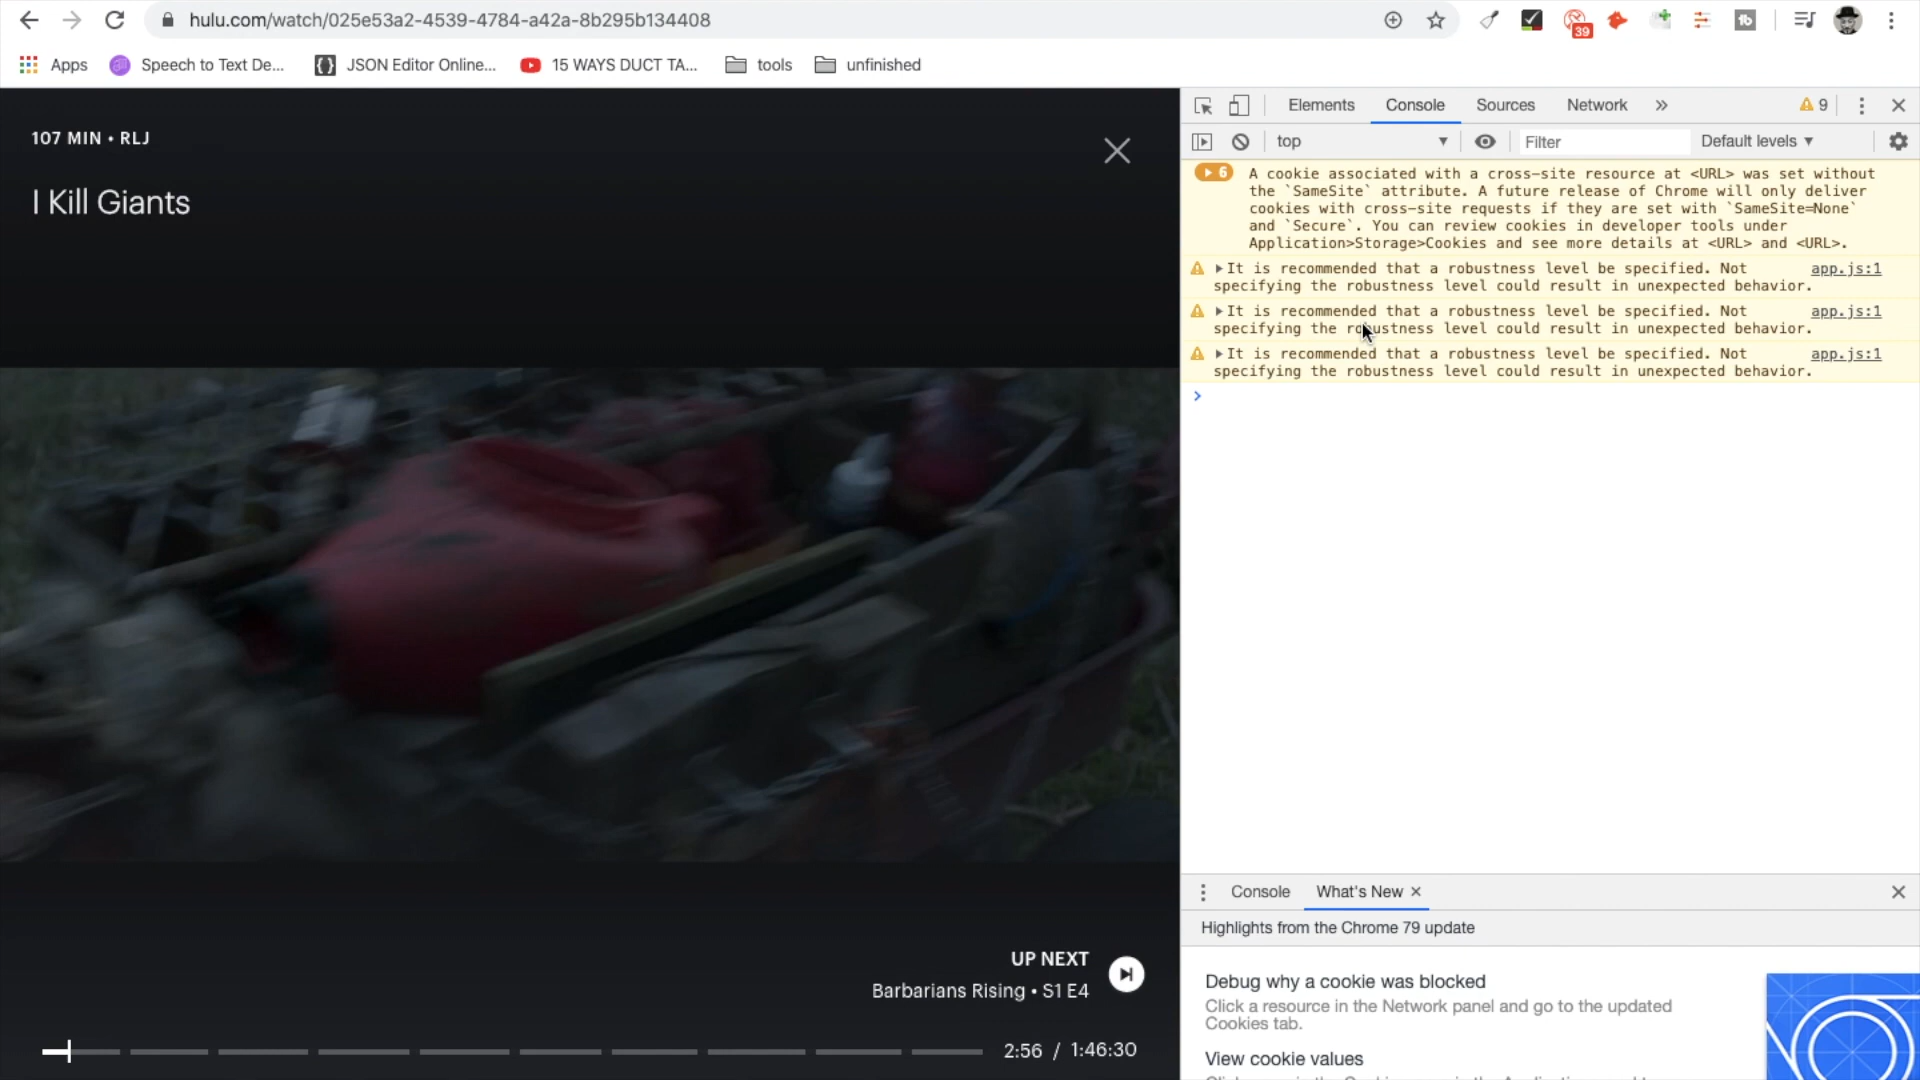 hulu.com/watch/025e53a2-4539-4784-a42a-8b295b134408
39
Apps
Speech to Text De...
JSON Editor Online...
15 WAYS DUCT TA...
tools
unfinished
107 MIN • RLJ
I Kill Giants
Elements
Console
Sources
Network
9
top
Filter
Default levels
6
A cookie associated with a cross-site resource at <URL> was set without
the `SameSite` attribute. A future release of Chrome will only deliver
cookies with cross-site requests if they are set with `SameSite=None`
and `Secure`. You can review cookies in developer tools under
Application>Storage>Cookies and see more details at <URL> and <URL>.
It is recommended that a robustness level be specified. Not app.js:1
specifying the robustness level could result in unexpected behavior.
It is recommended that a robustness level be specified. Not app.js:1
specifying the robustness level could result in unexpected behavior.
It is recommended that a robustness level be specified. Not app.js:1
specifying the robustness level could result in unexpected behavior.
UP NEXT
Barbarians Rising • S1 E4
2:56 / 1:46:30
Console
What's New
Highlights from the Chrome 79 update
Debug why a cookie was blocked
Click a resource in the Network panel and go to the updated
Cookies tab.
View cookie values